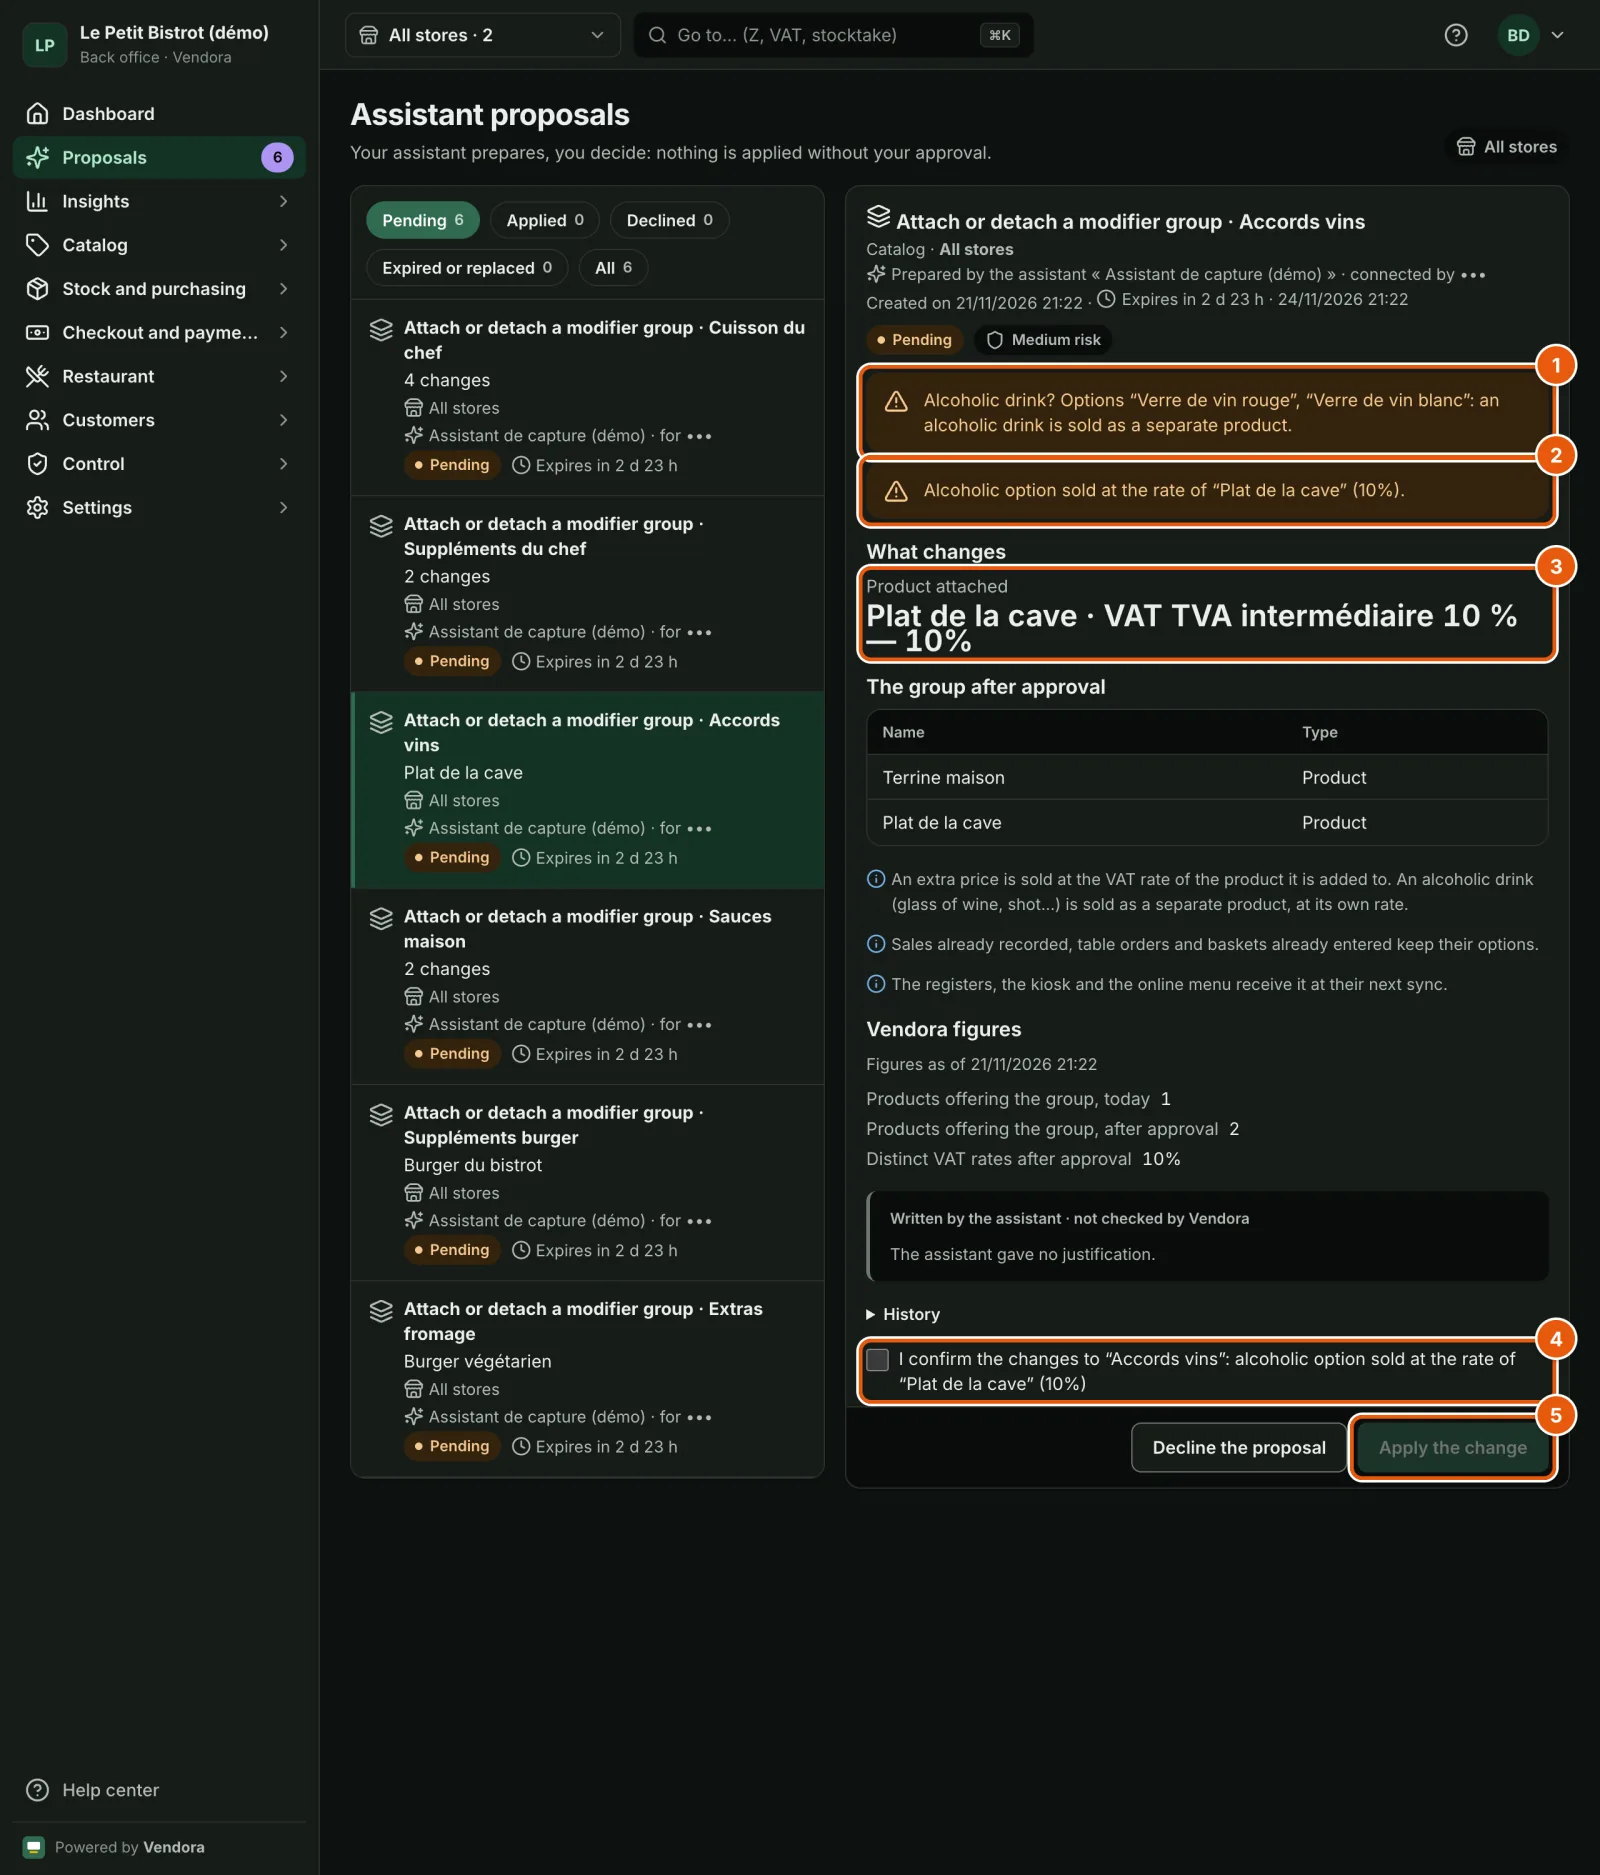 LP
Le Petit Bistrot (démo)
Back office · Vendora
Dashboard
Proposals 6
Insights
Catalog
Stock and purchasing
Checkout and payme...
Restaurant
Customers
Control
Settings
Help center
Powered by Vendora
All stores · 2
Go to... (Z, VAT, stocktake)
⌘K
BD
Assistant proposals
Your assistant prepares, you decide: nothing is applied without your approval.
All stores
Pending 6
Applied 0
Declined 0
Expired or replaced 0
All 6
Attach or detach a modifier group · Cuisson du
chef
4 changes
All stores
Assistant de capture (démo) · for •••
Pending
Expires in 2 d 23 h
Attach or detach a modifier group ·
Suppléments du chef
2 changes
All stores
Assistant de capture (démo) · for •••
Pending
Expires in 2 d 23 h
Attach or detach a modifier group · Accords
vins
Plat de la cave
All stores
Assistant de capture (démo) · for •••
Pending
Expires in 2 d 23 h
Attach or detach a modifier group · Sauces
maison
2 changes
All stores
Assistant de capture (démo) · for •••
Pending
Expires in 2 d 23 h
Attach or detach a modifier group ·
Suppléments burger
Burger du bistrot
All stores
Assistant de capture (démo) · for •••
Pending
Expires in 2 d 23 h
Attach or detach a modifier group · Extras
fromage
Burger végétarien
All stores
Assistant de capture (démo) · for •••
Pending
Expires in 2 d 23 h
Attach or detach a modifier group · Accords vins
Catalog · All stores
Prepared by the assistant « Assistant de capture (démo) » · connected by •••
Created on 21/11/2026 21:22 · Expires in 2 d 23 h · 24/11/2026 21:22
Pending
Medium risk
1
Alcoholic drink? Options “Verre de vin rouge”, “Verre de vin blanc”: an
alcoholic drink is sold as a separate product.
2
Alcoholic option sold at the rate of “Plat de la cave” (10%).
What changes
3
Product attached
Plat de la cave · VAT TVA intermédiaire 10 %
— 10%
The group after approval
Name Type
Terrine maison Product
Plat de la cave Product
An extra price is sold at the VAT rate of the product it is added to. An alcoholic drink
(glass of wine, shot...) is sold as a separate product, at its own rate.
Sales already recorded, table orders and baskets already entered keep their options.
The registers, the kiosk and the online menu receive it at their next sync.
Vendora figures
Figures as of 21/11/2026 21:22
Products offering the group, today 1
Products offering the group, after approval 2
Distinct VAT rates after approval 10%
Written by the assistant · not checked by Vendora
The assistant gave no justification.
History
4
I confirm the changes to “Accords vins”: alcoholic option sold at the rate of
“Plat de la cave” (10%)
5
Decline the proposal
Apply the change